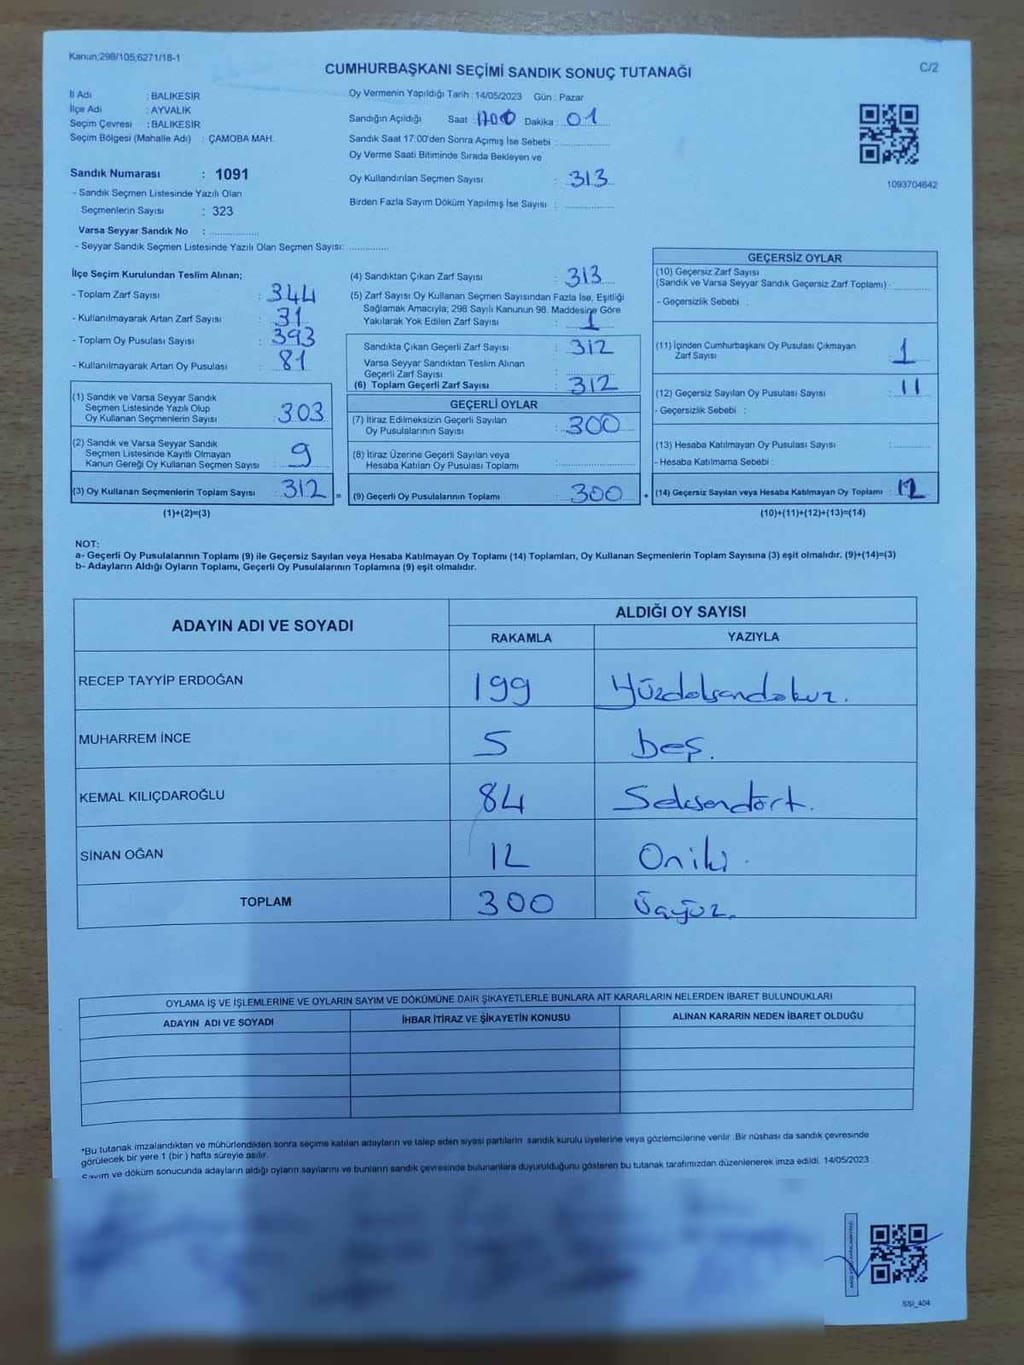 Kanun;298/105,6271/18-1
CUMHURBAŞKANI SEÇİMİ SANDIK SONUÇ TUTANAĞI
C/2
İl Adı : BALIKESİR
İlçe Adı : AYVALIK
Seçim Çevresi : BALIKESİR
Seçim Bölgesi (Mahalle Adı) : ÇAMOBA MAH.
Sandık Numarası : 1091
- Sandık Seçmen Listesinde Yazılı Olan
Seçmenlerin Sayısı : 323
Varsa Seyyar Sandık No :
- Seyyar Sandık Seçmen Listesinde Yazılı Olan Seçmen Sayısı:
Oy Vermenin Yapıldığı Tarih : 14/05/2023 Gün : Pazar
Sandığın Açıldığı Saat : 1700 Dakika : 01
Sandık Saat 17:00'den Sonra Açımış İse Sebebi :
Oy Verme Saati Bitiminde Sırada Bekleyen ve
Oy Kullandırılan Seçmen Sayısı : 313
Birden Fazla Sayım Döküm Yapılmış İse Sayısı :
1093704642
İlçe Seçim Kurulundan Teslim Alınan;
- Toplam Zarf Sayısı : 344
- Kullanılmayarak Artan Zarf Sayısı : 31
- Toplam Oy Pusulası Sayısı : 393
- Kullanılmayarak Artan Oy Pusulası : 81
(1) Sandık ve Varsa Seyyar Sandık
Seçmen Listesinde Yazılı Olup
Oy Kullanan Seçmenlerin Sayısı : 303
(2) Sandık ve Varsa Seyyar Sandık
Seçmen Listesinde Kayıtlı Olmayan
Kanun Gereği Oy Kullanan Seçmen Sayısı : 9
(3) Oy Kullanan Seçmenlerin Toplam Sayısı : 312 =
(1)+(2)=(3)
(4) Sandıktan Çıkan Zarf Sayısı : 313
(5) Zarf Sayısı Oy Kullanan Seçmen Sayısından Fazla İse, Eşitliği
Sağlamak Amacıyla; 298 Sayılı Kanunun 98. Maddesine Göre
Yakılarak Yok Edilen Zarf Sayısı : 1
Sandıkta Çıkan Geçerli Zarf Sayısı : 312
Varsa Seyyar Sandıktan Teslim Alınan
Geçerli Zarf Sayısı :
(6) Toplam Geçerli Zarf Sayısı : 312
GEÇERLİ OYLAR
(7) İtiraz Edilmeksizin Geçerli Sayılan
Oy Pusulalarının Sayısı : 300
(8) İtiraz Üzerine Geçerli Sayılan veya
Hesaba Katılan Oy Pusulası Toplamı :
(9) Geçerli Oy Pusulalarının Toplamı : 300 +
GEÇERSİZ OYLAR
(10) Geçersiz Zarf Sayısı
(Sandık ve Varsa Seyyar Sandık Geçersiz Zarf Toplamı) :
- Geçersizlik Sebebi :
(11) İçinden Cumhurbaşkanı Oy Pusulası Çıkmayan
Zarf Sayısı : 1
(12) Geçersiz Sayılan Oy Pusulası Sayısı : 11
- Geçersizlik Sebebi :
(13) Hesaba Katılmayan Oy Pusulası Sayısı :
- Hesaba Katılmama Sebebi :
(14) Geçersiz Sayılan veya Hesaba Katılmayan Oy Toplamı : 12
(10)+(11)+(12)+(13)=(14)
NOT:
a- Geçerli Oy Pusulalarının Toplamı (9) ile Geçersiz Sayılan veya Hesaba Katılmayan Oy Toplamı (14) Toplamları, Oy Kullanan Seçmenlerin Toplam Sayısına (3) eşit olmalıdır. (9)+(14)=(3)
b- Adayların Aldığı Oyların Toplamı, Geçerli Oy Pusulalarının Toplamına (9) eşit olmalıdır.
ADAYIN ADI VE SOYADI
ALDIĞI OY SAYISI
RAKAMLA YAZIYLA
RECEP TAYYİP ERDOĞAN 199 Yüzdoksandokuz.
MUHARREM İNCE 5 beş.
KEMAL KILIÇDAROĞLU 84 Seksendört.
SİNAN OĞAN 12 Oniki.
TOPLAM 300 Üçyüz.
OYLAMA İŞ VE İŞLEMLERİNE VE OYLARIN SAYIM VE DÖKÜMÜNE DAİR ŞİKAYETLERLE BUNLARA AİT KARARLARIN NELERDEN İBARET BULUNDUKLARI
ADAYIN ADI VE SOYADI İHBAR İTİRAZ VE ŞİKAYETİN KONUSU ALINAN KARARIN NEDEN İBARET OLDUĞU
*Bu tutanak imzalandıktan ve mühürlendikten sonra seçime katılan adayların ve talep eden siyasi partilerin sandık kurulu üyelerine veya gözlemcilerine verilir. Bir nüshası da sandık çevresinde
görülecek bir yere 1 (bir) hafta süreyle asılır.
Sayım ve döküm sonucunda adayların aldığı oyların sayılarını ve bunların sandık çevresinde bulunanlara duyurulduğunu gösteren bu tutanak tarafımızdan düzenlenerek imza edildi. 14/05/2023
SSI_404